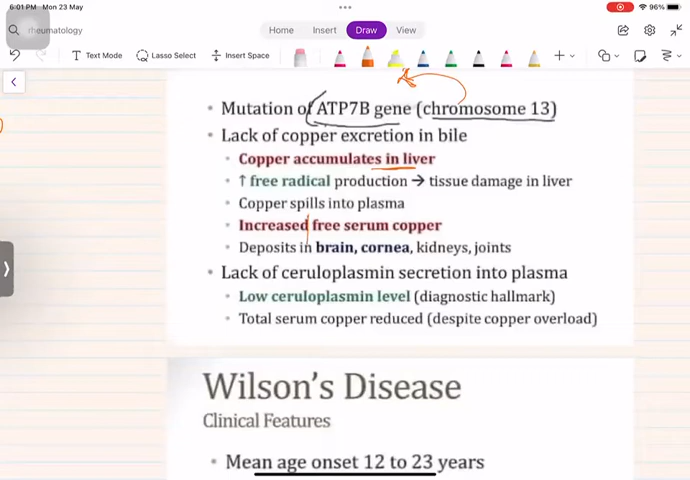 6:01 PM Mon 23 May
96%
rheumatology
Home Insert Draw View
Text Mode Lasso Select Insert Space
• Mutation of ATP7B gene (chromosome 13)
• Lack of copper excretion in bile
• Copper accumulates in liver
• ↑ free radical production → tissue damage in liver
• Copper spills into plasma
• Increased free serum copper
• Deposits in brain, cornea, kidneys, joints
• Lack of ceruloplasmin secretion into plasma
• Low ceruloplasmin level (diagnostic hallmark)
• Total serum copper reduced (despite copper overload)
Wilson's Disease
Clinical Features
• Mean age onset 12 to 23 years